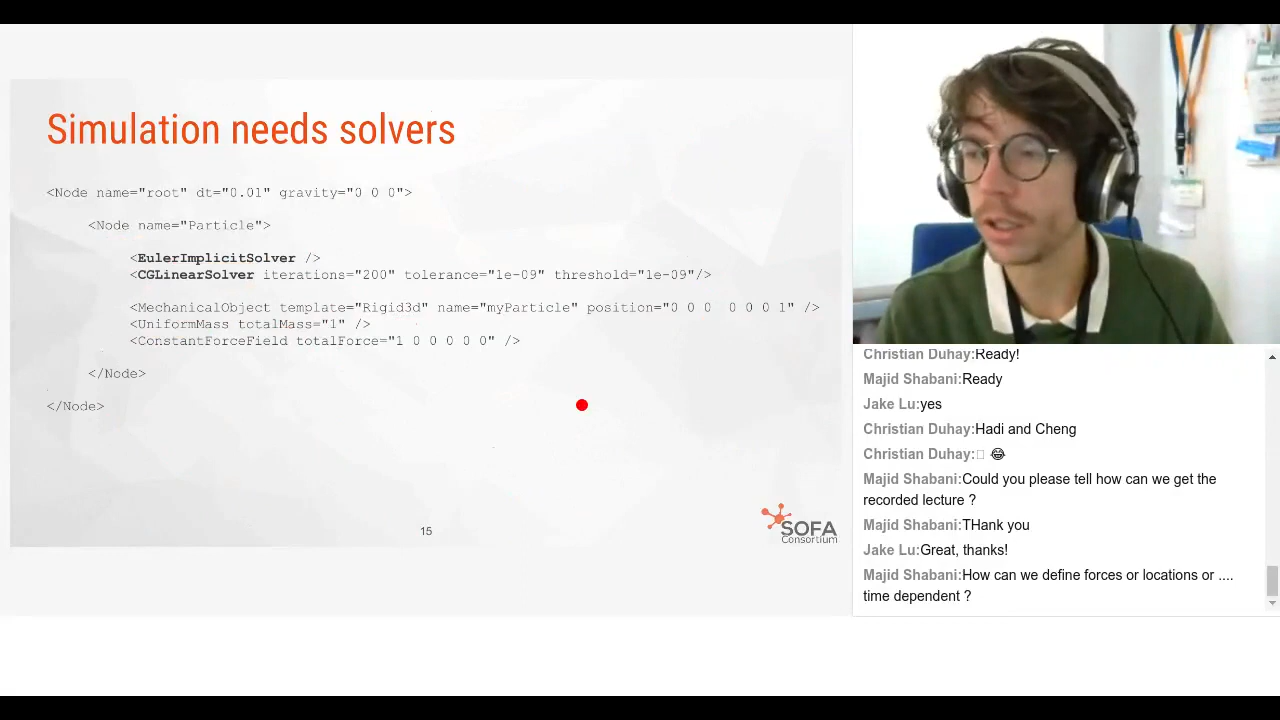 Simulation needs solvers
<Node name="root" dt="0.01" gravity="0 0 0">
<Node name="Particle">
<EulerImplicitSolver />
<CGLinearSolver iterations="200" tolerance="1e-09" threshold="1e-09"/>
<MechanicalObject template="Rigid3d" name="myParticle" position="0 0 0  0 0 0 1" />
<UniformMass totalMass="1" />
<ConstantForceField totalForce="1 0 0 0 0 0" />
</Node>
</Node>
15
SOFA
Consortium
Christian Duhay:Ready!
Majid Shabani:Ready
Jake Lu:yes
Christian Duhay:Hadi and Cheng
Christian Duhay: 😂
Majid Shabani:Could you please tell how can we get the
recorded lecture ?
Majid Shabani:THank you
Jake Lu:Great, thanks!
Majid Shabani:How can we define forces or locations or ....
time dependent ?